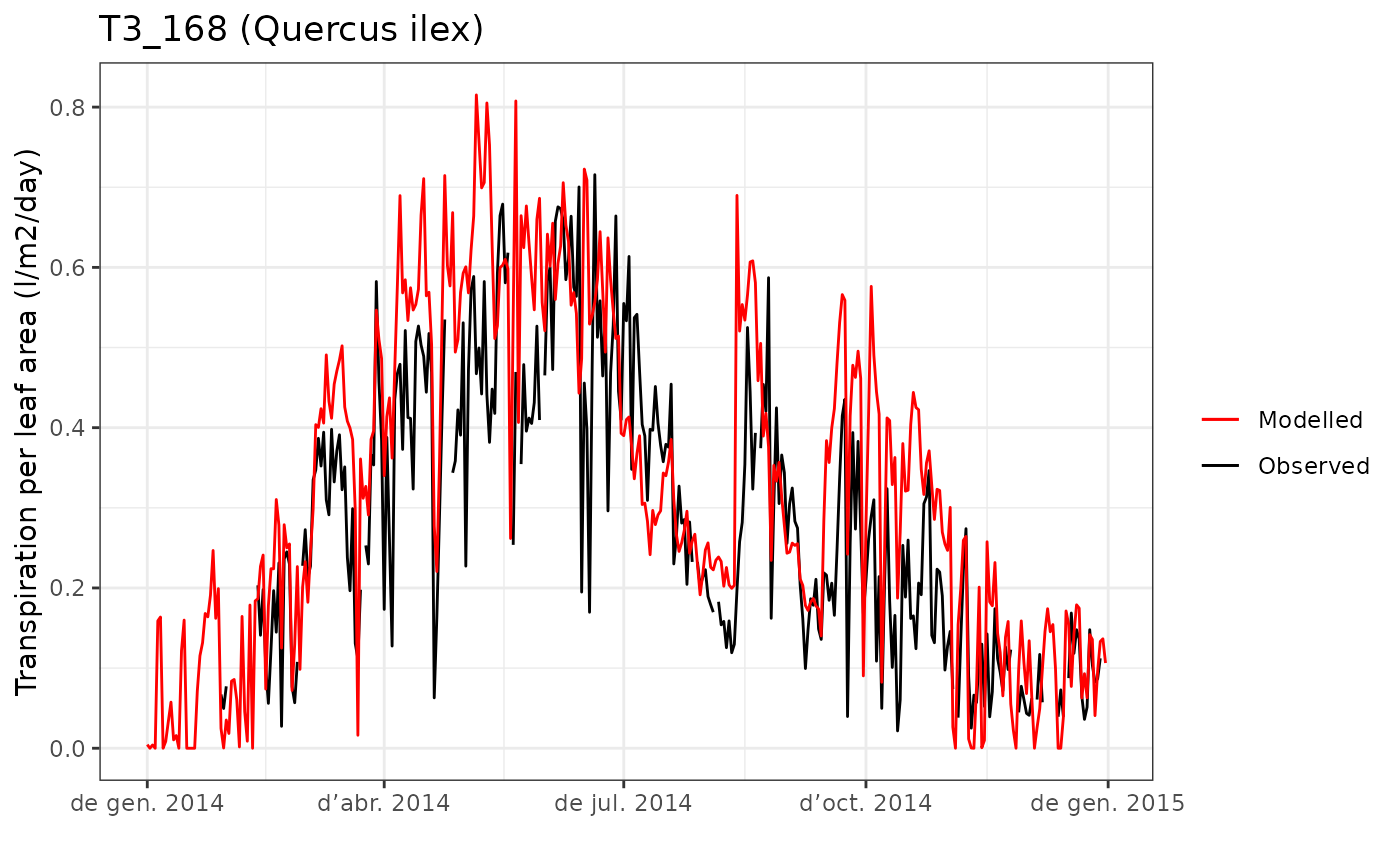 T3_168 (Quercus ilex)
Transpiration per leaf area (l/m2/day)
0.8
0.6
0.4
0.2
0.0
de gen. 2014
d’abr. 2014
de jul. 2014
d’oct. 2014
de gen. 2015
Modelled
Observed